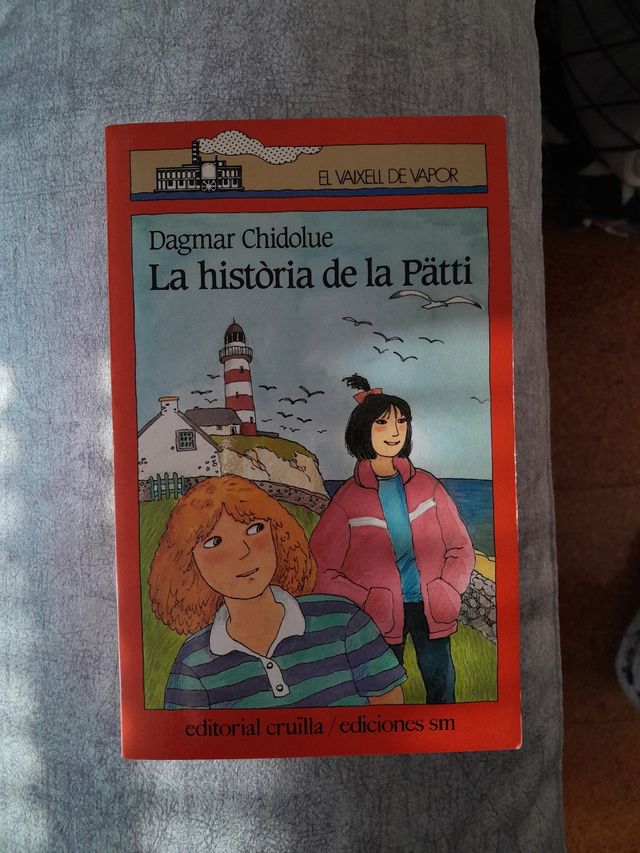 EL VAIXELL DE VAPOR
Dagmar Chidolue
La història de la Pätti
editorial cruïlla / ediciones sm